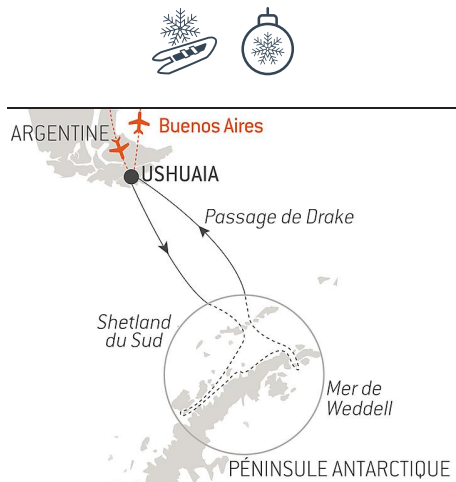 ARGENTINE
Buenos Aires
USHUAIA
Passage de Drake
Shetland
du Sud
Mer de
Weddell
PÉNINSULE ANTARCTIQUE